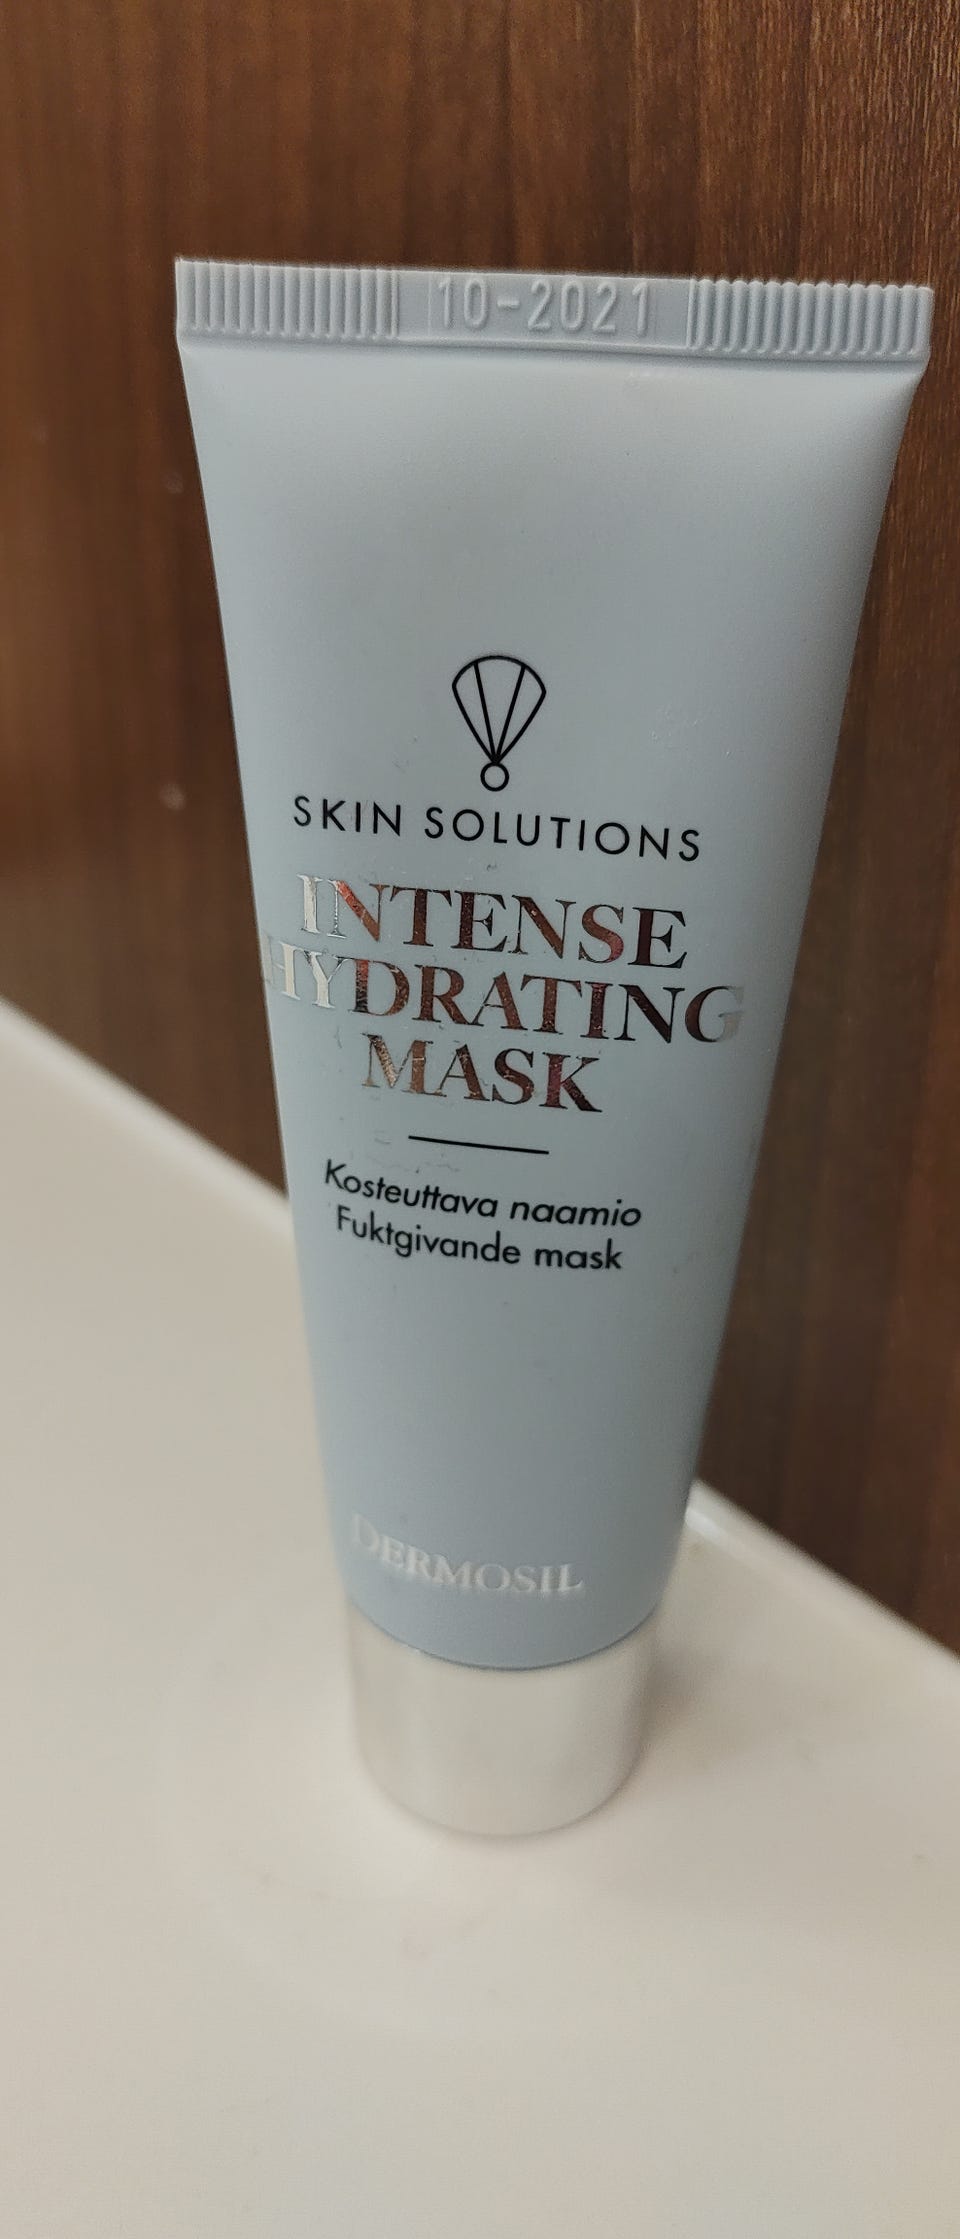 10-2021
SKIN SOLUTIONS
INTENSE
HYDRATING
MASK
Kosteuttava naamio
Fuktgivande mask
DERMOSIL